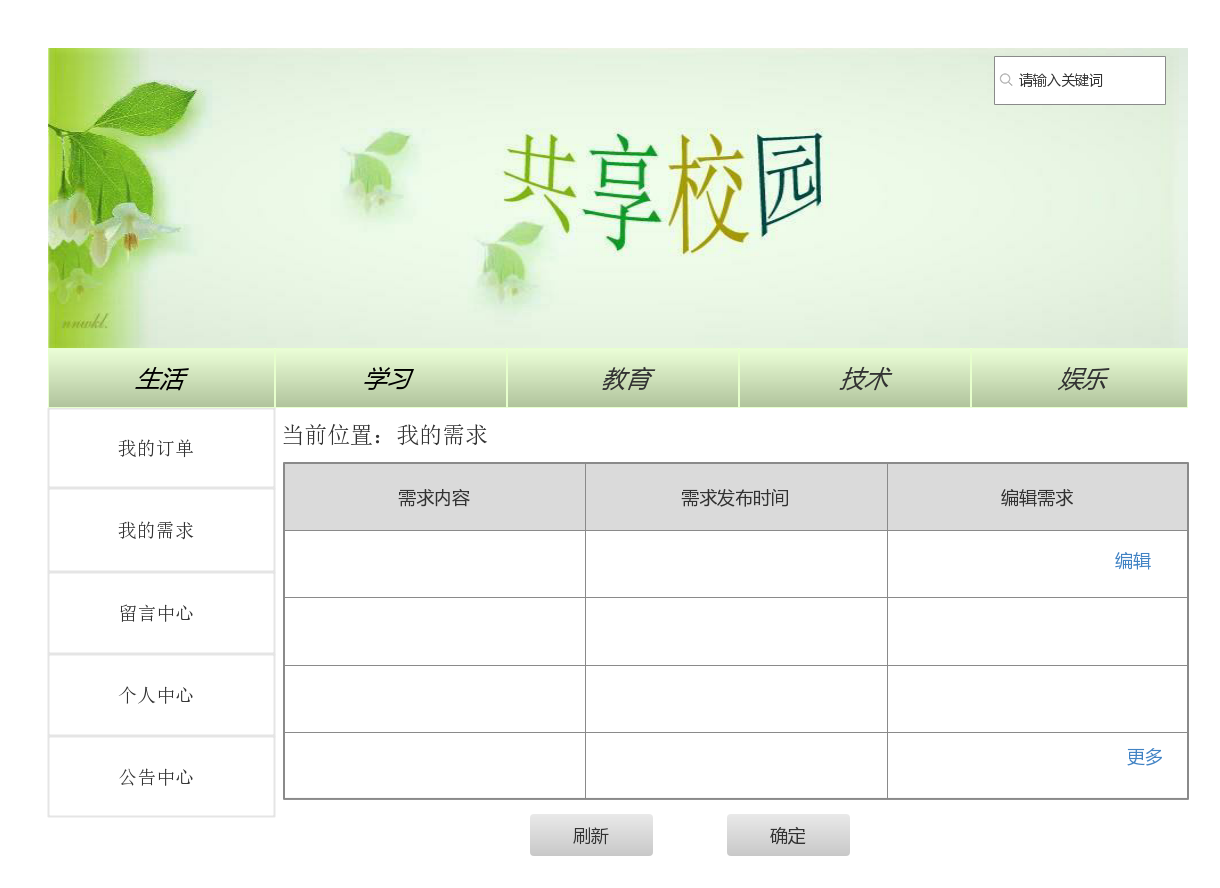 请输入关键词
共享校园
nnwkl.
生活 学习 教育 技术 娱乐
我的订单
我的需求
留言中心
个人中心
公告中心
当前位置：我的需求
需求内容 需求发布时间 编辑需求
编辑
更多
刷新 确定